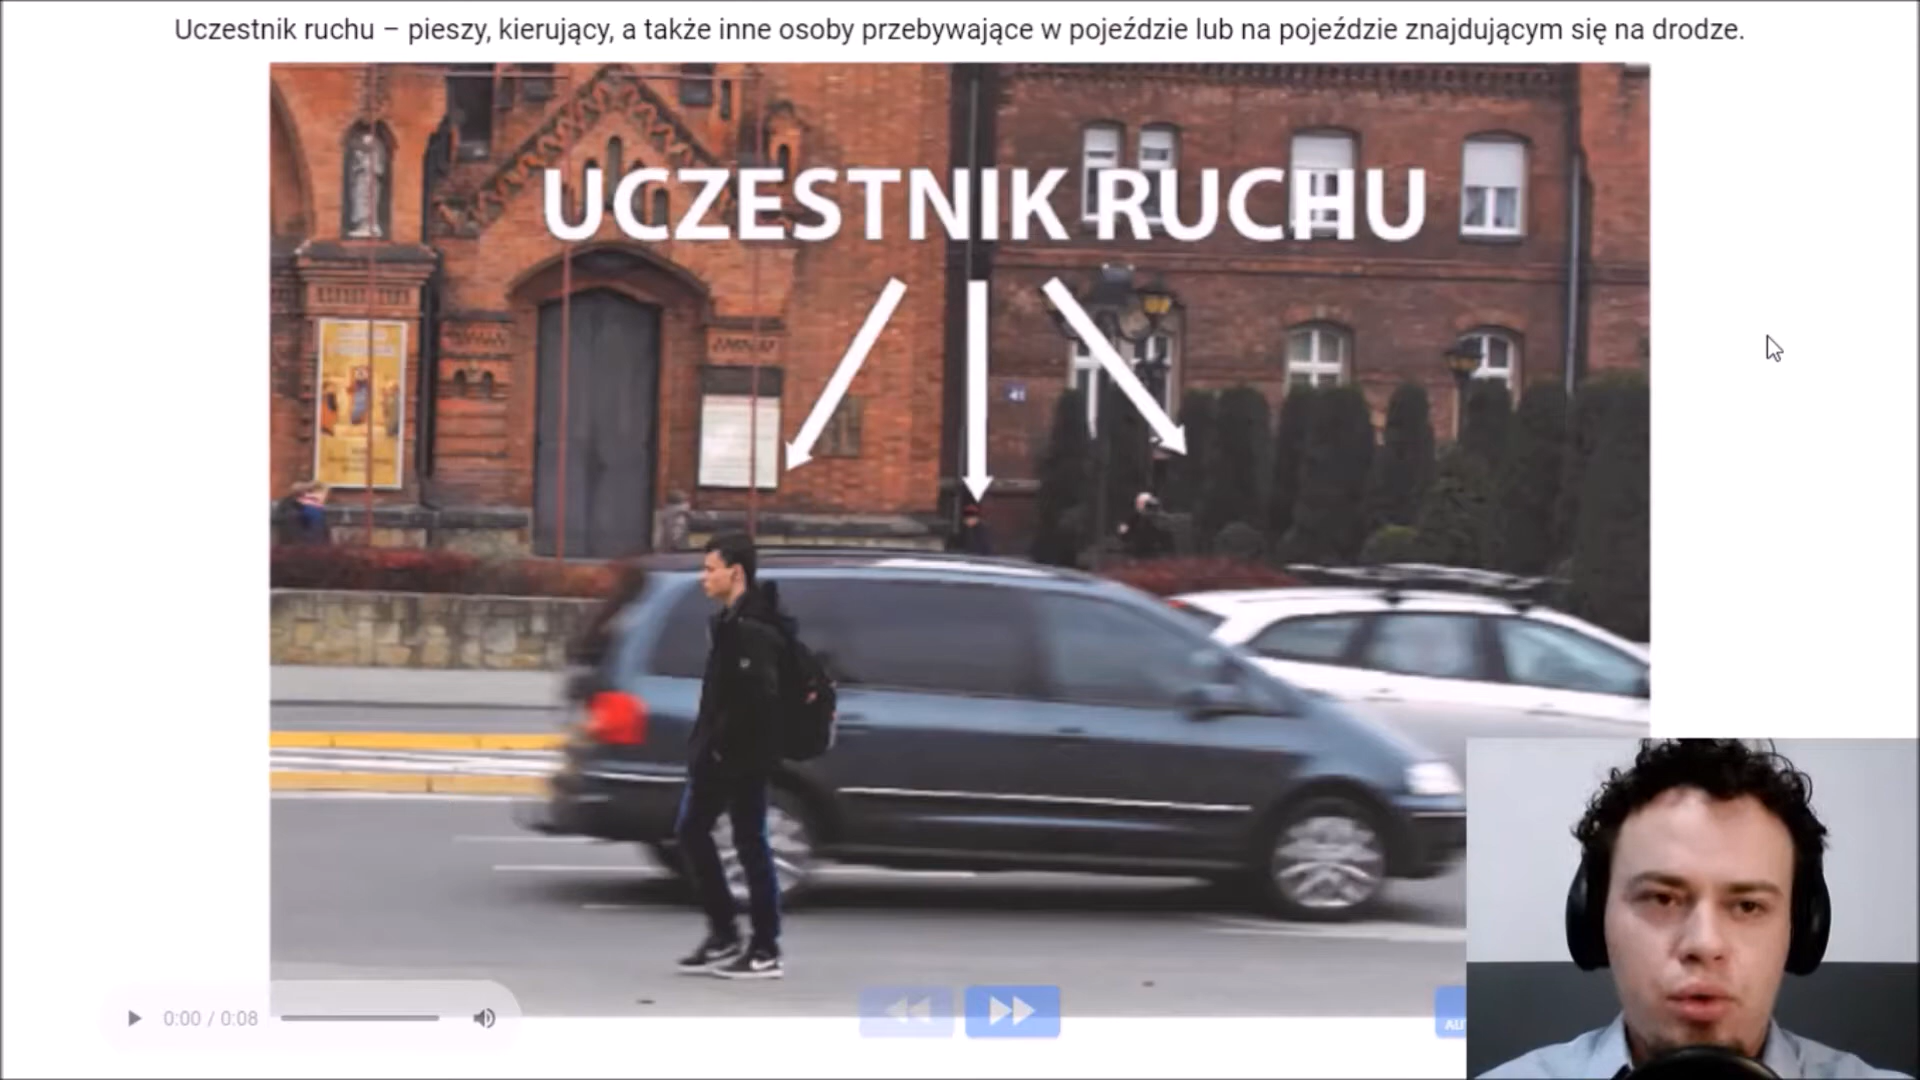 Uczestnik ruchu – pieszy, kierujący, a także inne osoby przebywające w pojeździe lub na pojeździe znajdującym się na drodze.
UCZESTNIK RUCHU
41
0:00 / 0:08